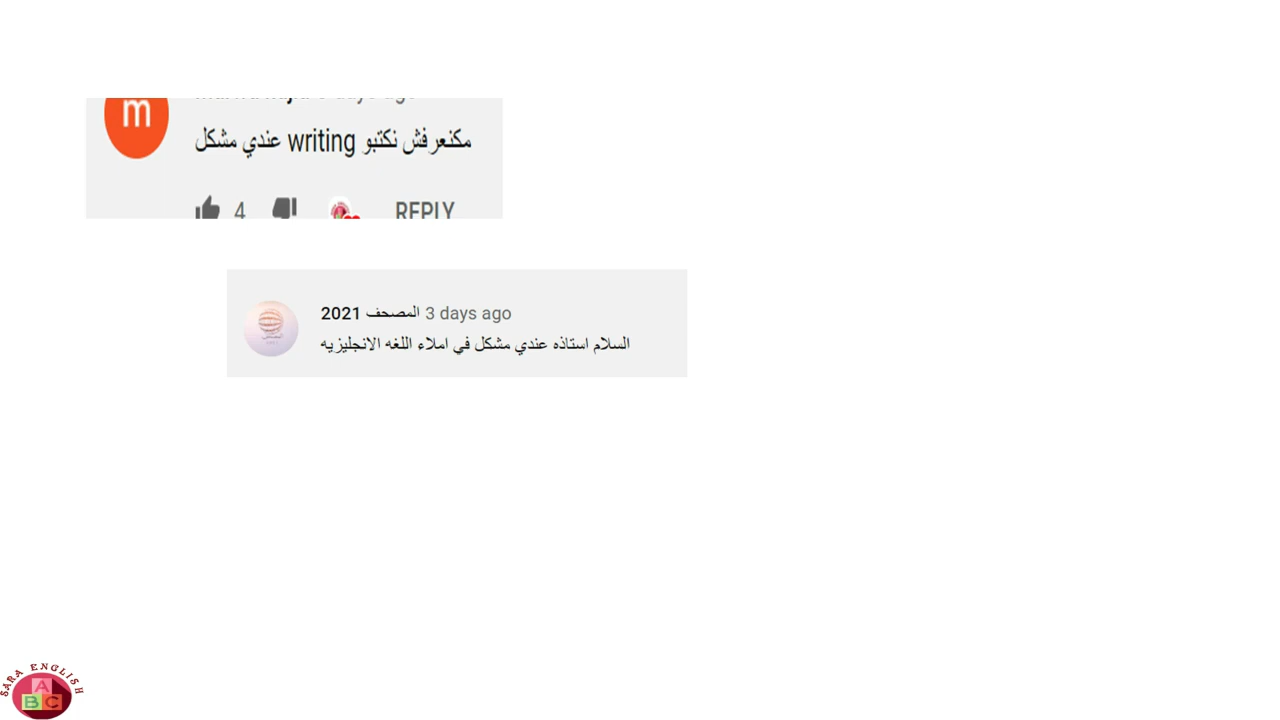 m
مكنعرفش نكتبو writing عندي مشكل
4 REPLY
المصحف 2021 3 days ago
السلام استاذه عندي مشكل في املاء اللغه الانجليزيه
SARA ENGLISH
A
B C